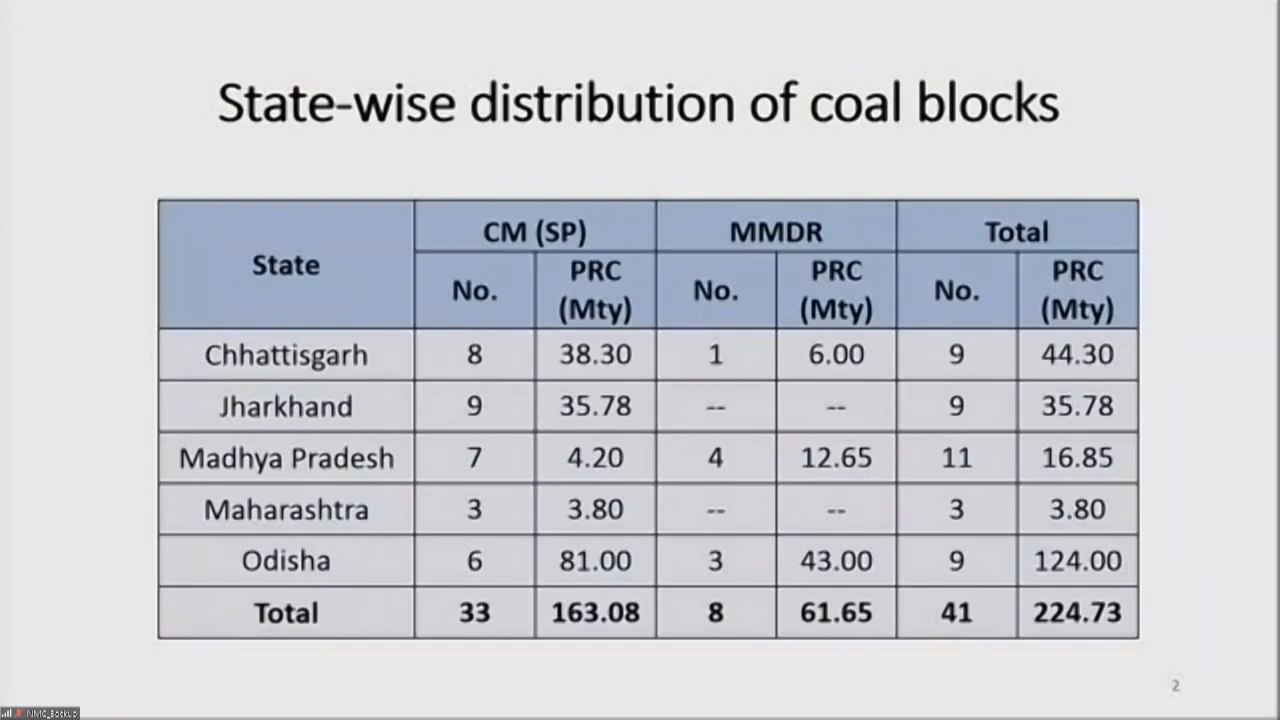 State-wise distribution of coal blocks
State CM (SP) MMDR Total
No. PRC (Mty) No. PRC (Mty) No. PRC (Mty)
Chhattisgarh 8 38.30 1 6.00 9 44.30
Jharkhand 9 35.78 -- -- 9 35.78
Madhya Pradesh 7 4.20 4 12.65 11 16.85
Maharashtra 3 3.80 -- -- 3 3.80
Odisha 6 81.00 3 43.00 9 124.00
Total 33 163.08 8 61.65 41 224.73
2
NMC_Backup